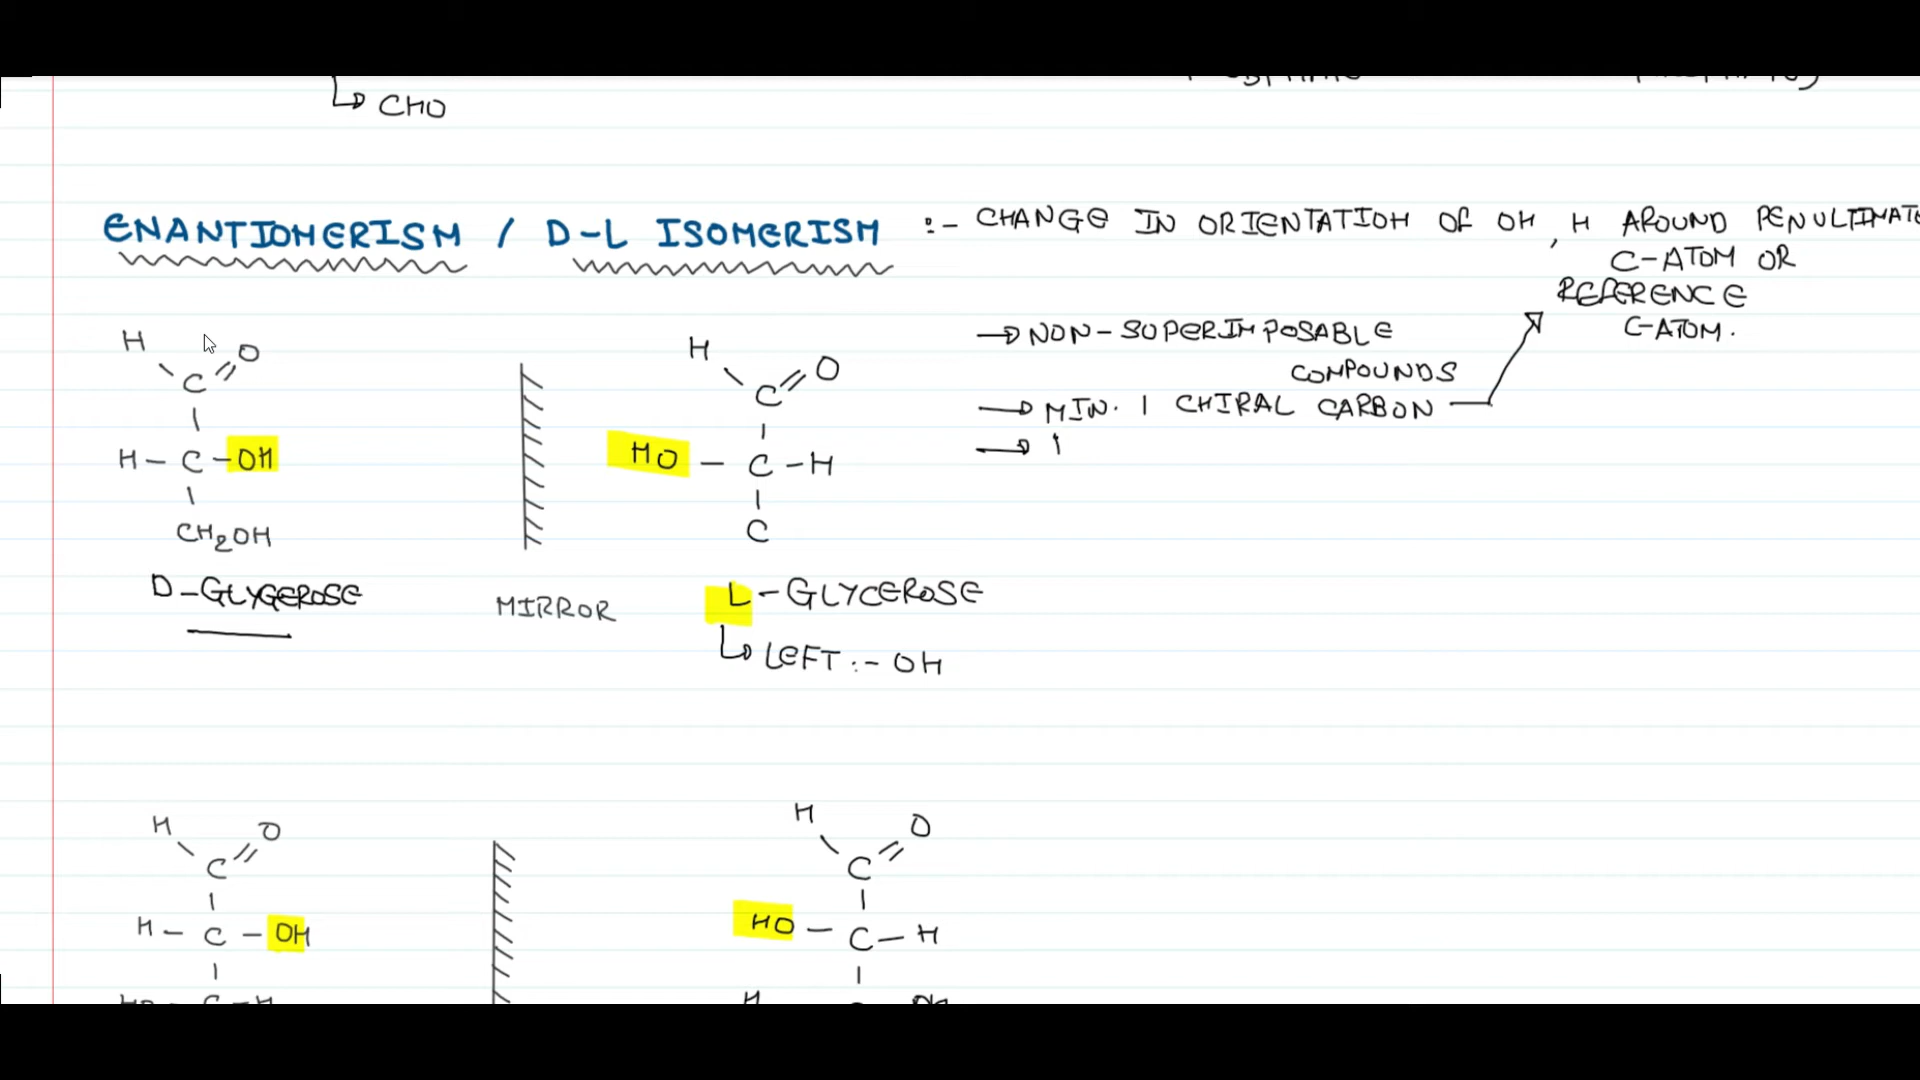 CHO
ENANTIOMERISM / D-L ISOMERISM :- CHANGE IN ORIENTATION OF OH, H AROUND PENULTIMATE
C-ATOM OR
REFERENCE
C-ATOM.
→ NON-SUPERIMPOSABLE
COMPOUNDS
→ MIN. 1 CHIRAL CARBON
→ 1
H O
C
H - C - OH
CH2OH
D-GLYCEROSE
MIRROR
H O
C
HO - C - H
C
L-GLYCEROSE
LEFT :- OH
H O
C
H - C - OH
H O
C
HO - C - H